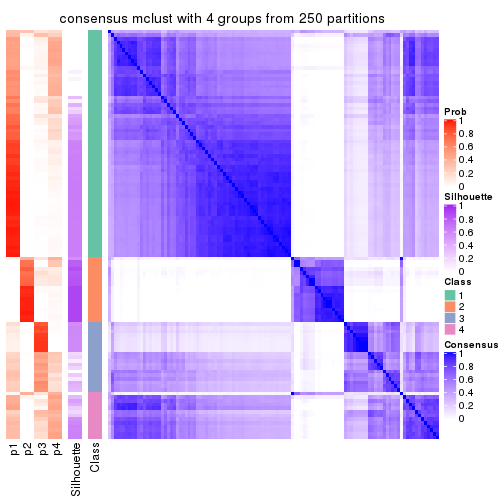 consensus mclust with 4 groups from 250 partitions
Prob
1
0.8
0.6
0.4
0.2
0
Silhouette
1
0.8
0.6
0.4
0.2
0
Class
1
2
3
4
Consensus
1
0.8
0.6
0.4
0.2
0
p1
p2
p3
p4
Silhouette
Class